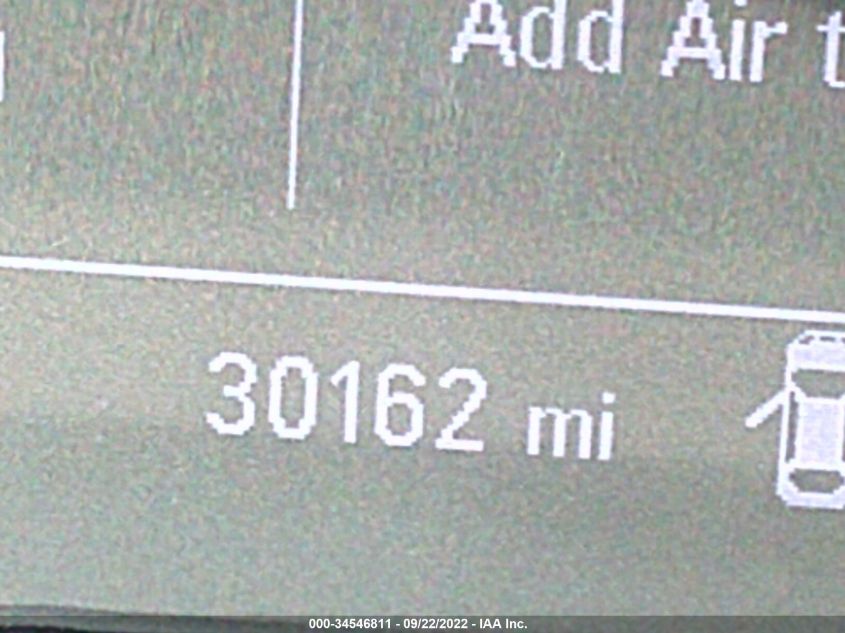 Add Air
30162 mi
000-34546811 - 09/22/2022 - IAA Inc.